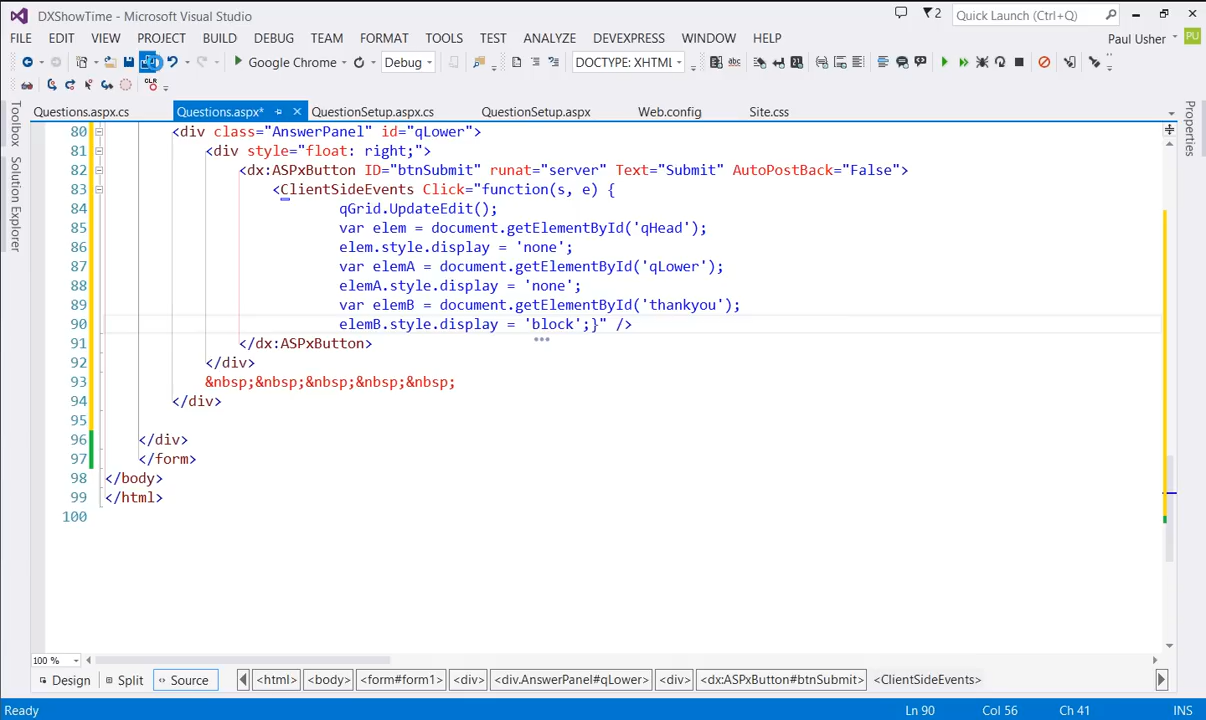 DXShowTime - Microsoft Visual Studio
2
Quick Launch (Ctrl+Q)
FILE EDIT VIEW PROJECT BUILD DEBUG TEAM FORMAT TOOLS TEST ANALYZE DEVEXPRESS WINDOW HELP
Paul Usher PU
Google Chrome Debug DOCTYPE: XHTML abc
CLR
Questions.aspx.cs Questions.aspx* QuestionSetup.aspx.cs QuestionSetup.aspx Web.config Site.css
Toolbox
Solution Explorer
Properties
80 <div class="AnswerPanel" id="qLower">
81 <div style="float: right;">
82 <dx:ASPxButton ID="btnSubmit" runat="server" Text="Submit" AutoPostBack="False">
83 <ClientSideEvents Click="function(s, e) {
84 qGrid.UpdateEdit();
85 var elem = document.getElementById('qHead');
86 elem.style.display = 'none';
87 var elemA = document.getElementById('qLower');
88 elemA.style.display = 'none';
89 var elemB = document.getElementById('thankyou');
90 elemB.style.display = 'block';}" />
91 </dx:ASPxButton>
92 </div>
93 &nbsp;&nbsp;&nbsp;&nbsp;&nbsp;
94 </div>
95
96 </div>
97 </form>
98 </body>
99 </html>
100
100 %
Design Split Source <html> <body> <form#form1> <div> <div.AnswerPanel#qLower> <div> <dx:ASPxButton#btnSubmit> <ClientSideEvents>
Ready Ln 90 Col 56 Ch 41 INS